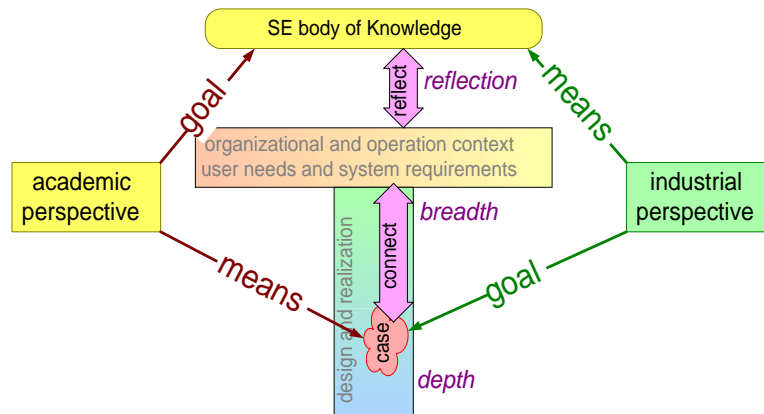 SE body of Knowledge
goal
reflect
reflection
means
organizational and operation context
user needs and system requirements
academic
perspective
industrial
perspective
breadth
connect
design and realization
means
goal
case
depth